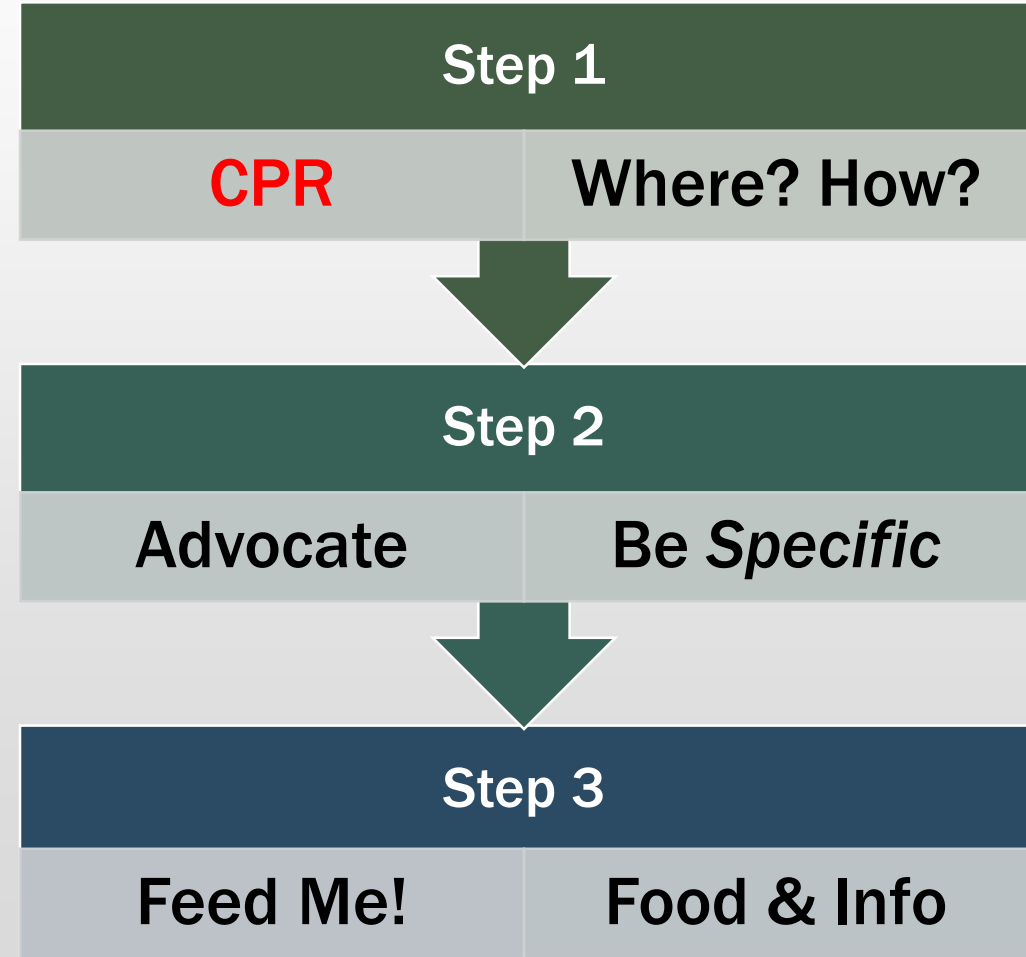 Step 1
CPR
Where? How?
Step 2
Advocate
Be Specific
Step 3
Feed Me!
Food & Info